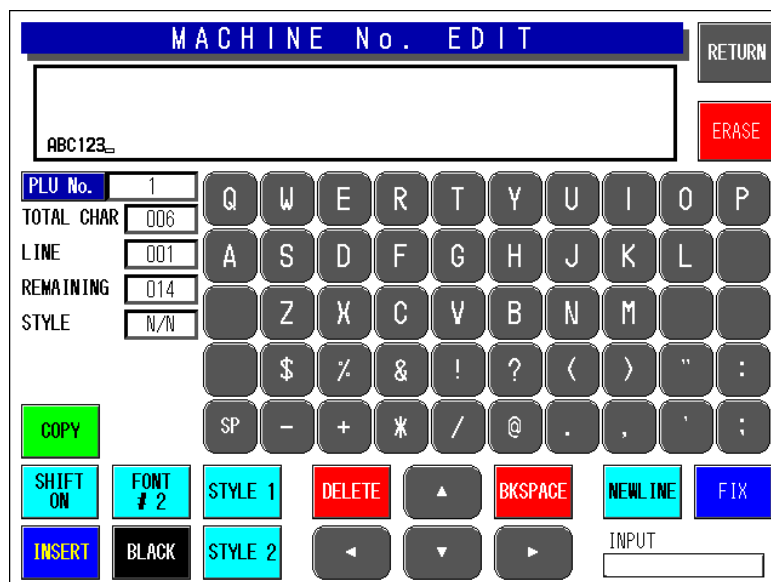 MACHINE No. EDIT
RETURN
ABC123_
ERASE
PLU No. 1
TOTAL CHAR 006
LINE 001
REMAINING 014
STYLE N/N
Q W E R T Y U I O P
A S D F G H J K L
Z X C V B N M
$ % & ! ? ( ) " :
SP - + * / @ . , ' ;
COPY
SHIFT ON
FONT # 2
STYLE 1
DELETE
▲
BKSPACE
NEWLINE
FIX
INSERT
BLACK
STYLE 2
◄
▼
►
INPUT